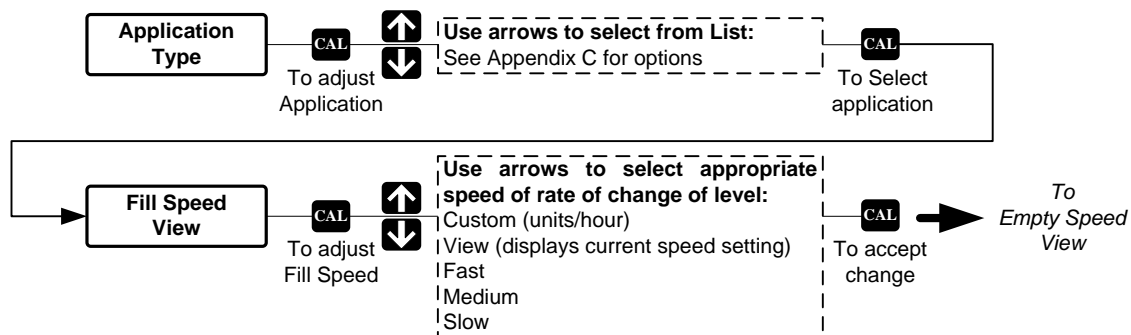 Application
Type
CAL
To adjust
Application
Use arrows to select from List:
See Appendix C for options
CAL
To Select
application
Fill Speed
View
CAL
To adjust
Fill Speed
Use arrows to select appropriate
speed of rate of change of level:
Custom (units/hour)
View (displays current speed setting)
Fast
Medium
Slow
CAL
To accept
change
To
Empty Speed
View